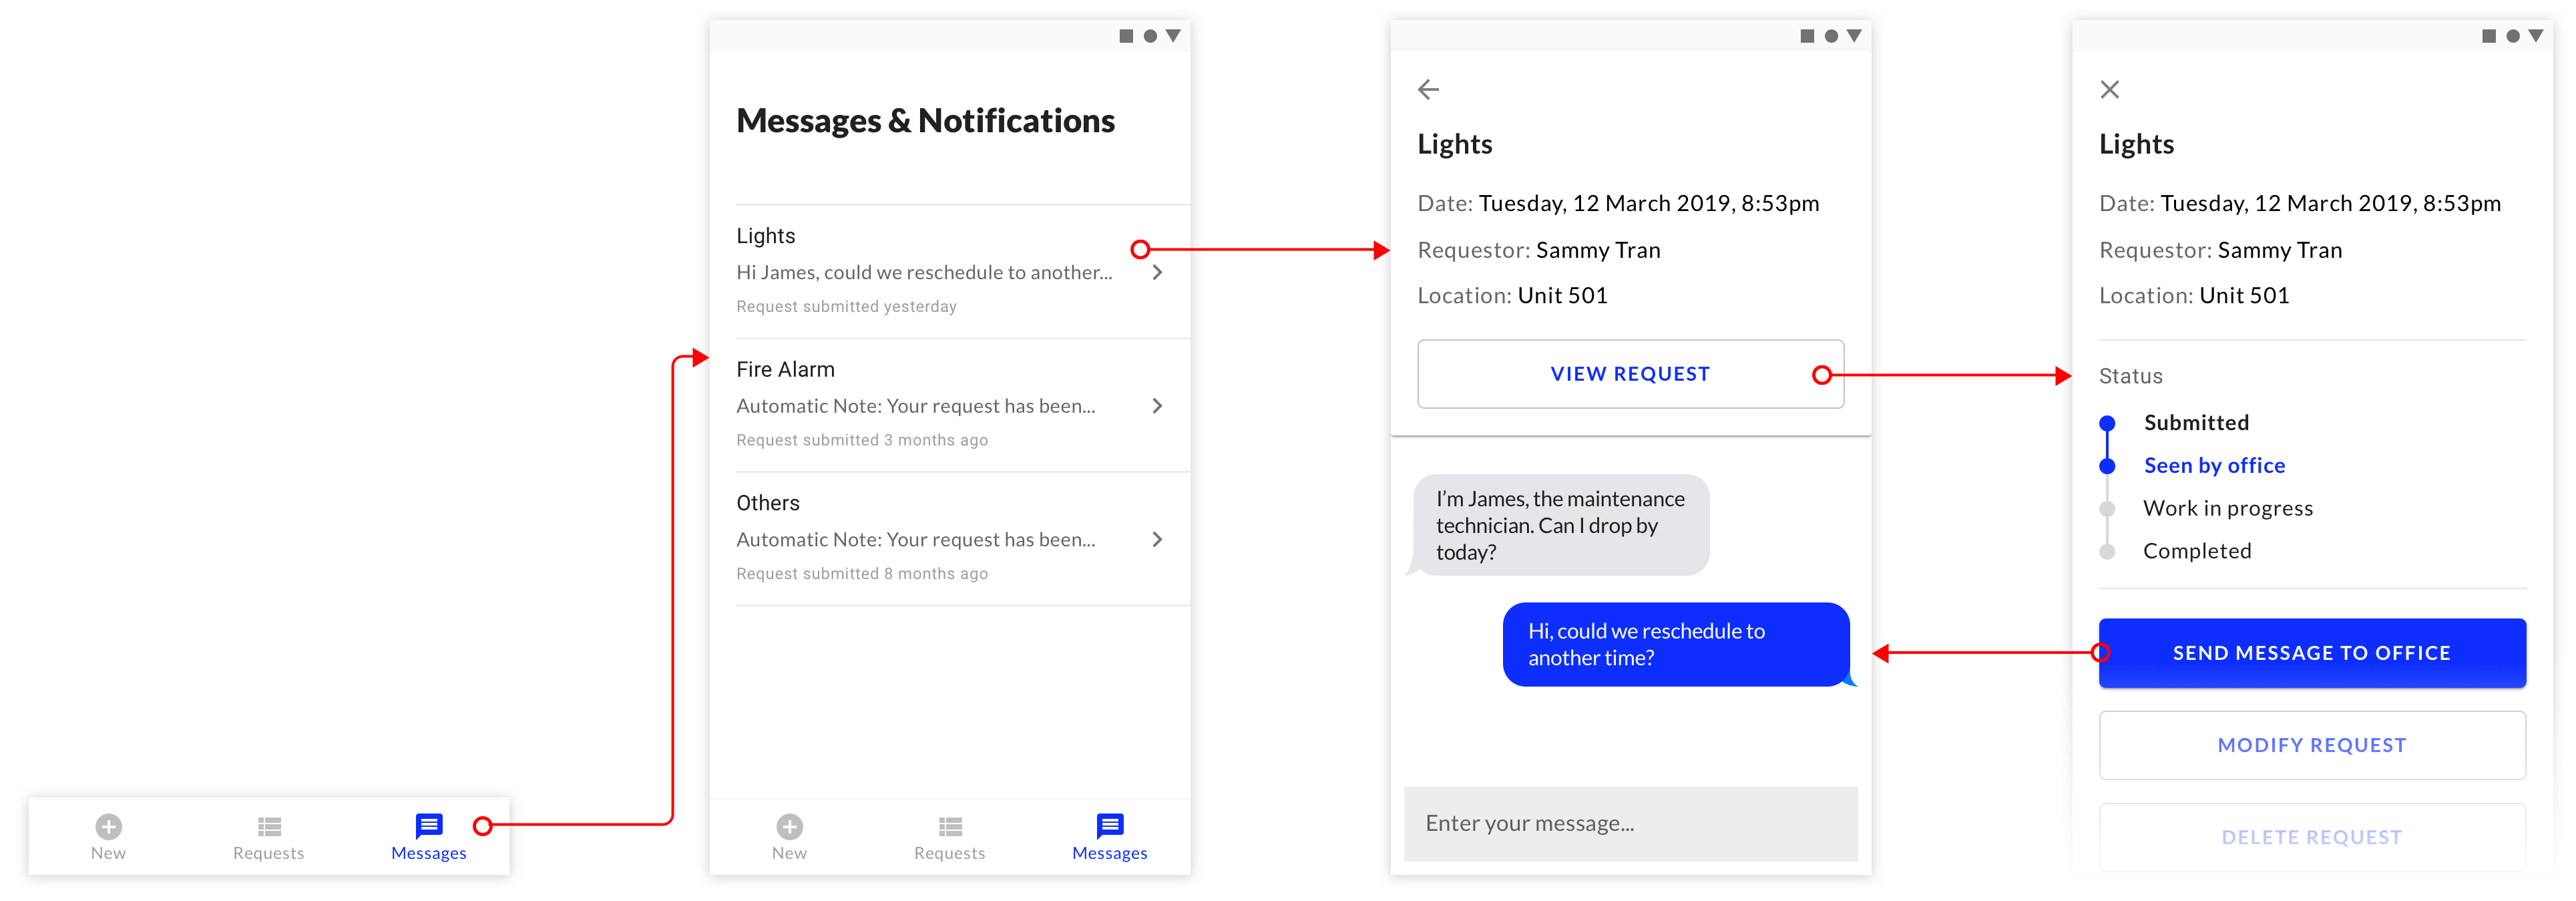 New
Requests
Messages
Messages & Notifications
Lights
Hi James, could we reschedule to another...
Request submitted yesterday
Fire Alarm
Automatic Note: Your request has been...
Request submitted 3 months ago
Others
Automatic Note: Your request has been...
Request submitted 8 months ago
New
Requests
Messages
Lights
Date: Tuesday, 12 March 2019, 8:53pm
Requestor: Sammy Tran
Location: Unit 501
VIEW REQUEST
I’m James, the maintenance
technician. Can I drop by
today?
Hi, could we reschedule to
another time?
Enter your message...
Lights
Date: Tuesday, 12 March 2019, 8:53pm
Requestor: Sammy Tran
Location: Unit 501
Status
Submitted
Seen by office
Work in progress
Completed
SEND MESSAGE TO OFFICE
MODIFY REQUEST
DELETE REQUEST